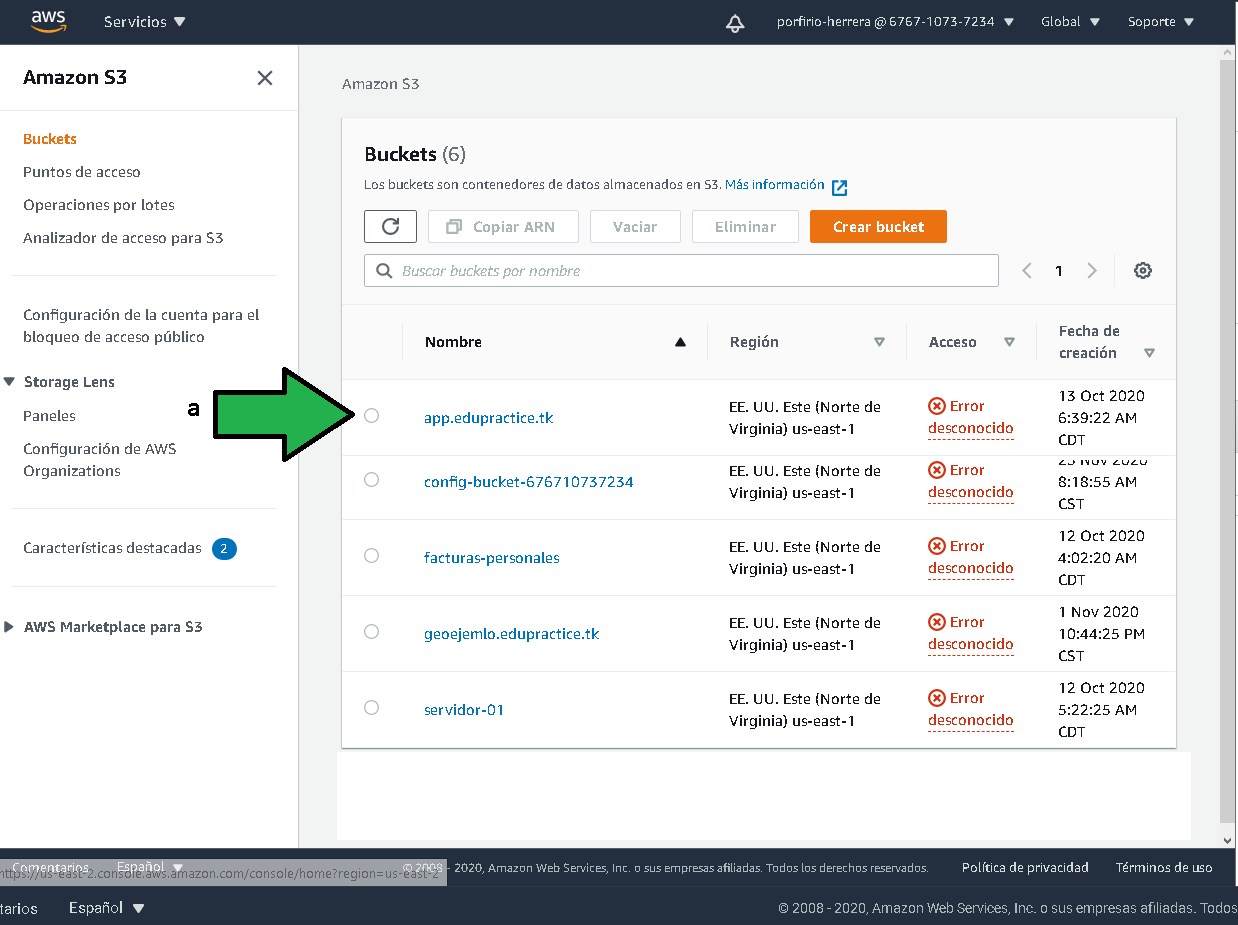 aws
Servicios
porfirio-herrera @ 6767-1073-7234
Global
Soporte
Amazon S3
Buckets
Puntos de acceso
Operaciones por lotes
Analizador de acceso para S3
Configuración de la cuenta para el
bloqueo de acceso público
Storage Lens
Paneles
Configuración de AWS
Organizations
Características destacadas 2
AWS Marketplace para S3
a
Amazon S3
Buckets (6)
Los buckets son contenedores de datos almacenados en S3. Más información
Copiar ARN
Vaciar
Eliminar
Crear bucket
Buscar buckets por nombre
1
Nombre
Región
Acceso
Fecha de
creación
app.edupractice.tk
EE. UU. Este (Norte de
Virginia) us-east-1
Error
desconocido
13 Oct 2020
6:39:22 AM
CDT
config-bucket-676710737234
EE. UU. Este (Norte de
Virginia) us-east-1
Error
desconocido
23 Nov 2020
8:18:55 AM
CST
facturas-personales
EE. UU. Este (Norte de
Virginia) us-east-1
Error
desconocido
12 Oct 2020
4:02:20 AM
CDT
geoejemlo.edupractice.tk
EE. UU. Este (Norte de
Virginia) us-east-1
Error
desconocido
1 Nov 2020
10:44:25 PM
CST
servidor-01
EE. UU. Este (Norte de
Virginia) us-east-1
Error
desconocido
12 Oct 2020
5:22:25 AM
CDT
Comentarios
Español
© 2008 - 2020, Amazon Web Services, Inc. o sus empresas afiliadas. Todos los derechos reservados.
Política de privacidad
Términos de uso
https://us-east-2.console.aws.amazon.com/console/home?region=us-east-2
tarios
Español
© 2008 - 2020, Amazon Web Services, Inc. o sus empresas afiliadas. Todos